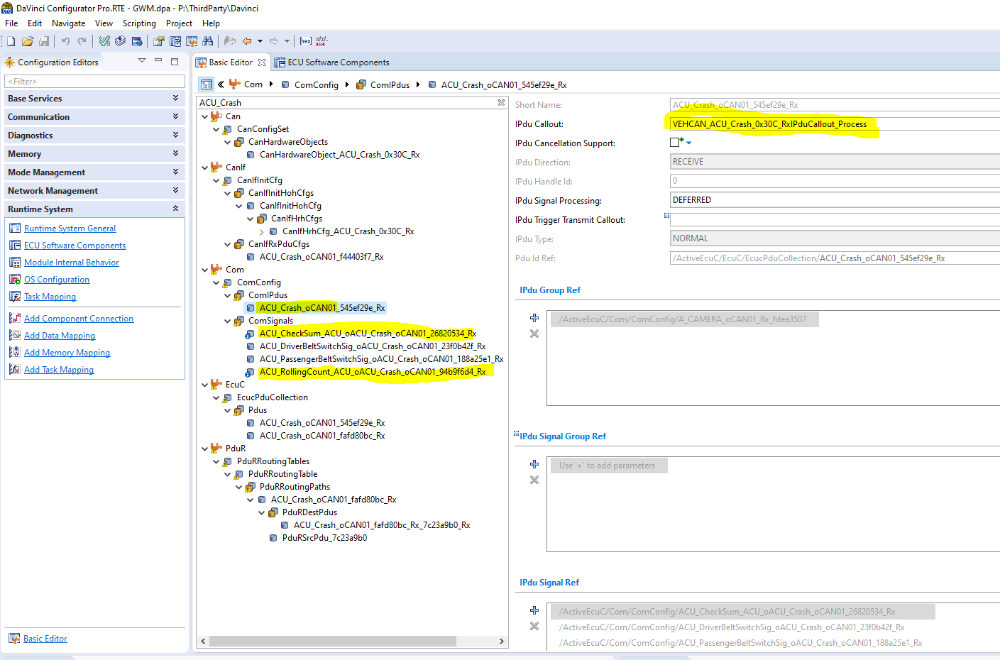 DaVinci Configurator Pro.RTE - GWM.dpa - P:\ThirdParty\Davinci
File Edit Navigate View Scripting Project Help
Configuration Editors
<Filter>
Base Services
Communication
Diagnostics
Memory
Mode Management
Network Management
Runtime System
Runtime System General
ECU Software Components
Module Internal Behavior
OS Configuration
Task Mapping
Add Component Connection
Add Data Mapping
Add Memory Mapping
Add Task Mapping
Basic Editor
Basic Editor ECU Software Components
Com ComConfig ComIPdus ACU_Crash_oCAN01_545ef29e_Rx
ACU_Crash
Can
CanConfigSet
CanHardwareObjects
CanHardwareObject_ACU_Crash_0x30C_Rx
CanIf
CanIfInitCfg
CanIfInitHohCfgs
CanIfInitHohCfg
CanIfHrhCfgs
CanIfHrhCfg_ACU_Crash_0x30C_Rx
CanIfRxPduCfgs
ACU_Crash_oCAN01_f44403f7_Rx
Com
ComConfig
ComIPdus
ACU_Crash_oCAN01_545ef29e_Rx
ComSignals
ACU_CheckSum_ACU_oACU_Crash_oCAN01_26820534_Rx
ACU_DriverBeltSwitchSig_oACU_Crash_oCAN01_23f0b42f_Rx
ACU_PassengerBeltSwitchSig_oACU_Crash_oCAN01_188a25e1_Rx
ACU_RollingCount_ACU_oACU_Crash_oCAN01_94b9f6d4_Rx
EcuC
EcucPduCollection
Pdus
ACU_Crash_oCAN01_545ef29e_Rx
ACU_Crash_oCAN01_fafd80bc_Rx
PduR
PduRRoutingTables
PduRRoutingTable
PduRRoutingPaths
ACU_Crash_oCAN01_fafd80bc_Rx
PduRDestPdus
ACU_Crash_oCAN01_fafd80bc_Rx_7c23a9b0_Rx
PduRSrcPdu_7c23a9b0
Short Name: ACU_Crash_oCAN01_545ef29e_Rx
IPdu Callout: VEHCAN_ACU_Crash_0x30C_RxIPduCallout_Process
IPdu Cancellation Support:
IPdu Direction: RECEIVE
IPdu Handle Id: 0
IPdu Signal Processing: DEFERRED
IPdu Trigger Transmit Callout:
IPdu Type: NORMAL
Pdu Id Ref: /ActiveEcuC/EcuC/EcucPduCollection/ACU_Crash_oCAN01_545ef29e_Rx
IPdu Group Ref
/ActiveEcuC/Com/ComConfig/A_CAMERA_oCAN01_Rx_fdea3507
IPdu Signal Group Ref
Use '+' to add parameters
IPdu Signal Ref
/ActiveEcuC/Com/ComConfig/ACU_CheckSum_ACU_oACU_Crash_oCAN01_26820534_Rx
/ActiveEcuC/Com/ComConfig/ACU_DriverBeltSwitchSig_oACU_Crash_oCAN01_23f0b42f_Rx
/ActiveEcuC/Com/ComConfig/ACU_PassengerBeltSwitchSig_oACU_Crash_oCAN01_188a25e1_Rx